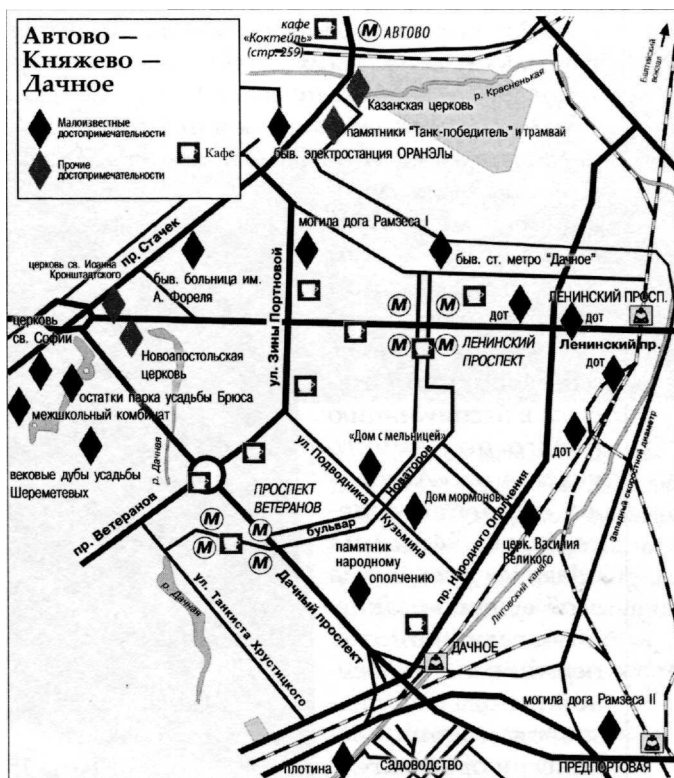 Автово —
Княжево —
Дачное
Малоизвестные
достопримечательности
Прочие
достопримечательности
Кафе
кафе
«Коктейль»
(стр. 259)
М АВТОВО
Балтийский
вокзал
р. Красненькая
Казанская церковь
памятники "Танк-победитель" и трамвай
быв. электростанция ОРАНЭЛы
пр. Стачек
могила дога Рамзеса I
быв. ст. метро "Дачное"
церковь св. Иоанна
Кронштадтского
быв. больница им.
А. Фореля
ул. Зины Портновой
М
М
М
М
ЛЕНИНСКИЙ ПРОСП.
дот
дот
церковь
св. Софии
Новоапостольская
церковь
ЛЕНИНСКИЙ
ПРОСПЕКТ
Ленинский пр.
дот
остатки парка усадьбы Брюса
межшкольный комбинат
р. Дачная
«Дом с мельницей»
дот
ул. Подводника
Кузьмина
Новаторов
бульвар
Дом мормонов
вековые дубы усадьбы
Шереметевых
ПРОСПЕКТ
ВЕТЕРАНОВ
Западный скоростной диаметр
пр. Ветеранов
М
М
М
М
пр. Народного Ополчения
церк. Василия
Великого
памятник
народному
ополчению
Лиговский канал
р. Дачная
ул. Танкиста Хрустицкого
Дачный проспект
ДАЧНОЕ
могила дога Рамзеса II
плотина
САДОВОДСТВО
ПРЕДПОРТОВАЯ